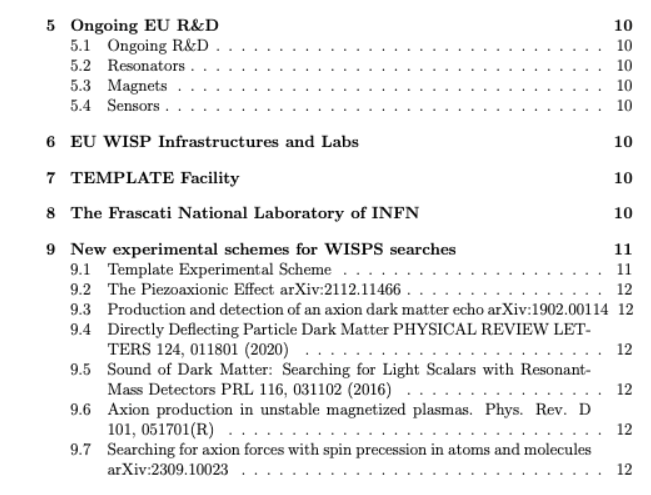 5 Ongoing EU R&D 10
5.1 Ongoing R&D . . . . . . . . . . . . . . . . . . . . . . . . . . . . . . . 10
5.2 Resonators . . . . . . . . . . . . . . . . . . . . . . . . . . . . . . . . . 10
5.3 Magnets . . . . . . . . . . . . . . . . . . . . . . . . . . . . . . . . . . 10
5.4 Sensors . . . . . . . . . . . . . . . . . . . . . . . . . . . . . . . . . . . 10
6 EU WISP Infrastructures and Labs 10
7 TEMPLATE Facility 10
8 The Frascati National Laboratory of INFN 10
9 New experimental schemes for WISPS searches 11
9.1 Template Experimental Scheme . . . . . . . . . . . . . . . . . . . . . 11
9.2 The Piezoaxionic Effect arXiv:2112.11466 . . . . . . . . . . . . . . . . 12
9.3 Production and detection of an axion dark matter echo arXiv:1902.00114 12
9.4 Directly Deflecting Particle Dark Matter PHYSICAL REVIEW LET-
TERS 124, 011801 (2020) . . . . . . . . . . . . . . . . . . . . . . . . 12
9.5 Sound of Dark Matter: Searching for Light Scalars with Resonant-
Mass Detectors PRL 116, 031102 (2016) . . . . . . . . . . . . . . . . 12
9.6 Axion production in unstable magnetized plasmas. Phys. Rev. D
101, 051701(R) . . . . . . . . . . . . . . . . . . . . . . . . . . . . . . 12
9.7 Searching for axion forces with spin precession in atoms and molecules
arXiv:2309.10023 . . . . . . . . . . . . . . . . . . . . . . . . . . . . . 12